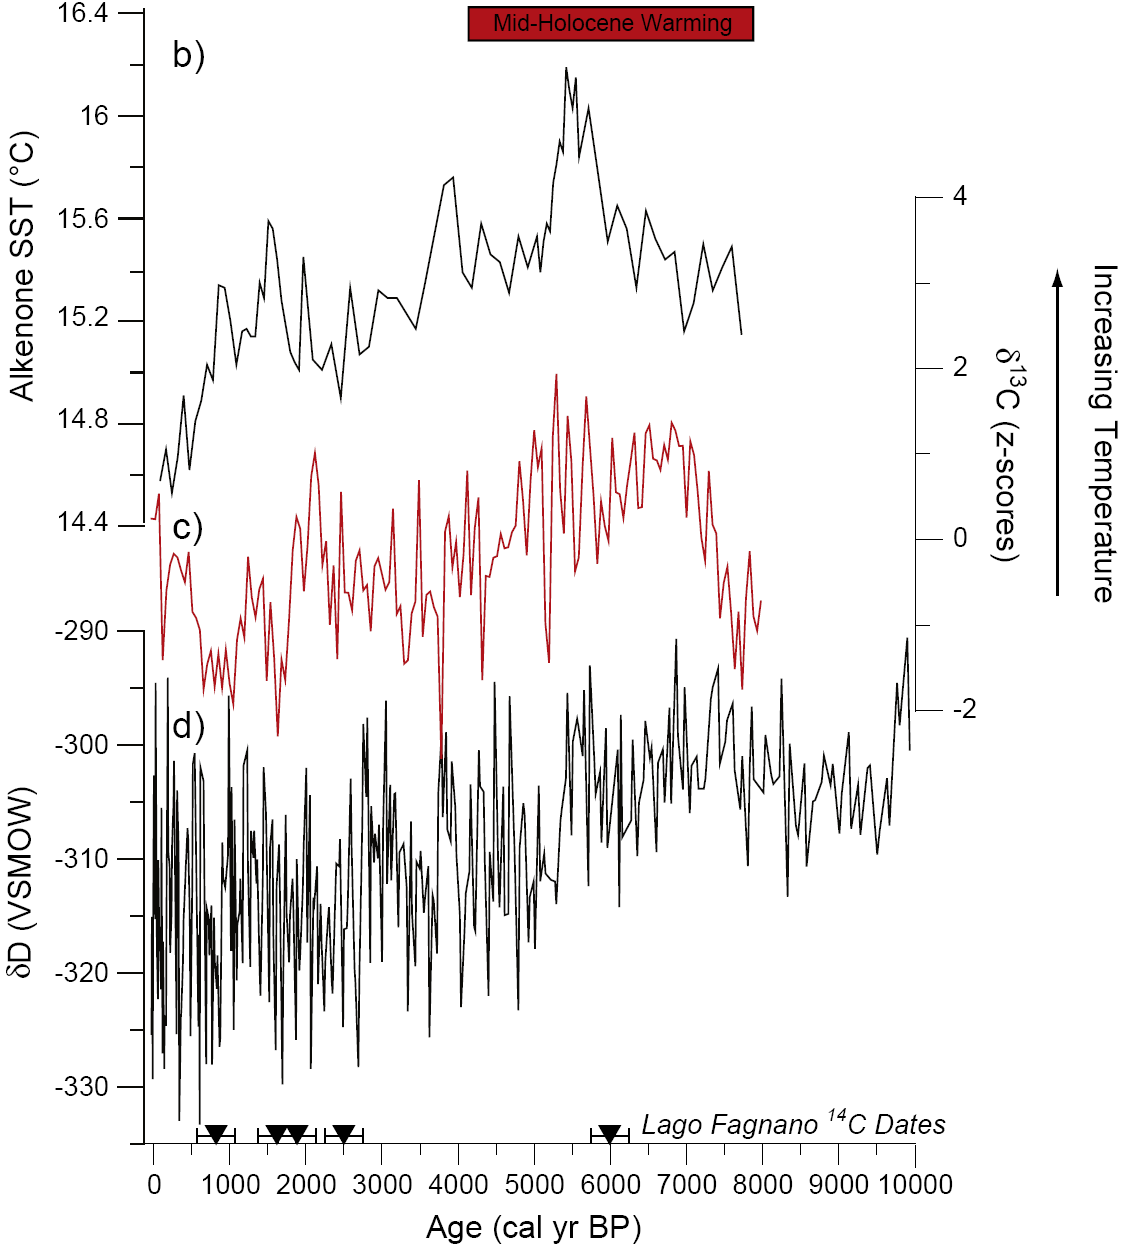 Mid-Holocene Warming
b)
16.4
16
15.6
15.2
14.8
14.4
Alkenone SST (°C)
4
2
0
-2
δ¹³C (z-scores)
Increasing Temperature
c)
d)
-290
-300
-310
-320
-330
δD (VSMOW)
Lago Fagnano ¹⁴C Dates
0 1000 2000 3000 4000 5000 6000 7000 8000 9000 10000
Age (cal yr BP)